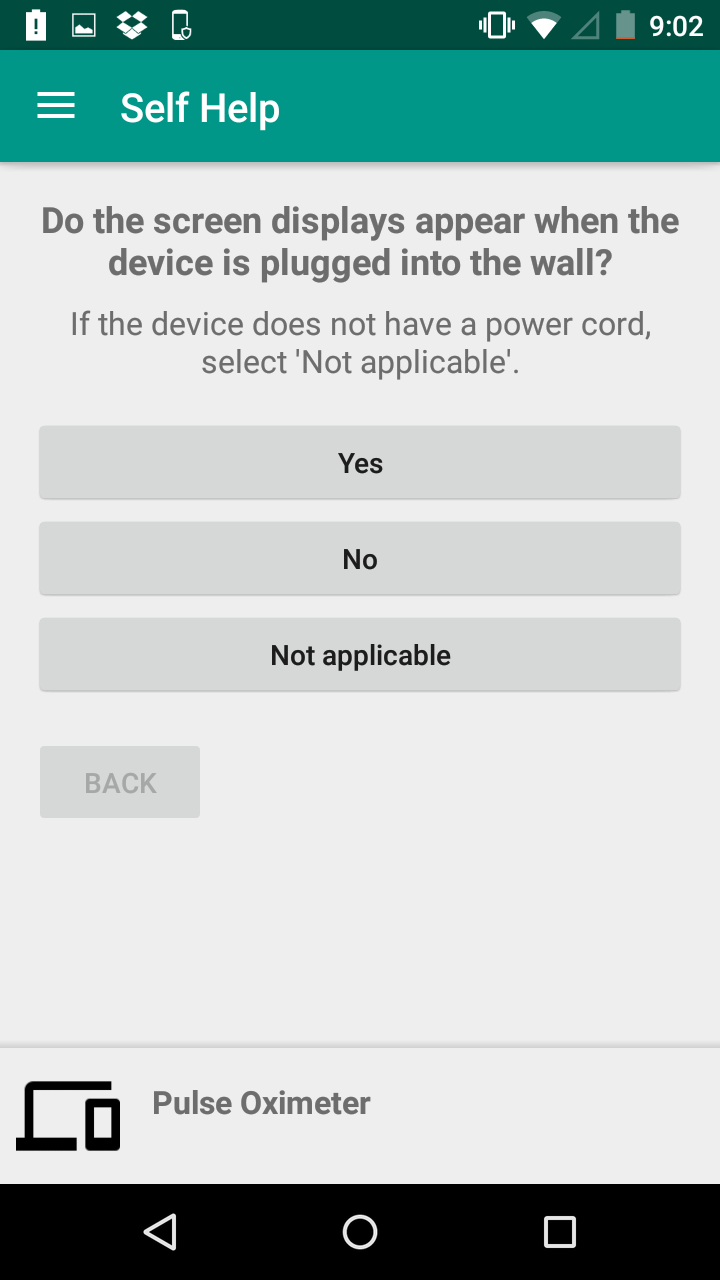 9:02
Self Help
Do the screen displays appear when the
device is plugged into the wall?
If the device does not have a power cord,
select 'Not applicable'.
Yes
No
Not applicable
BACK
Pulse Oximeter